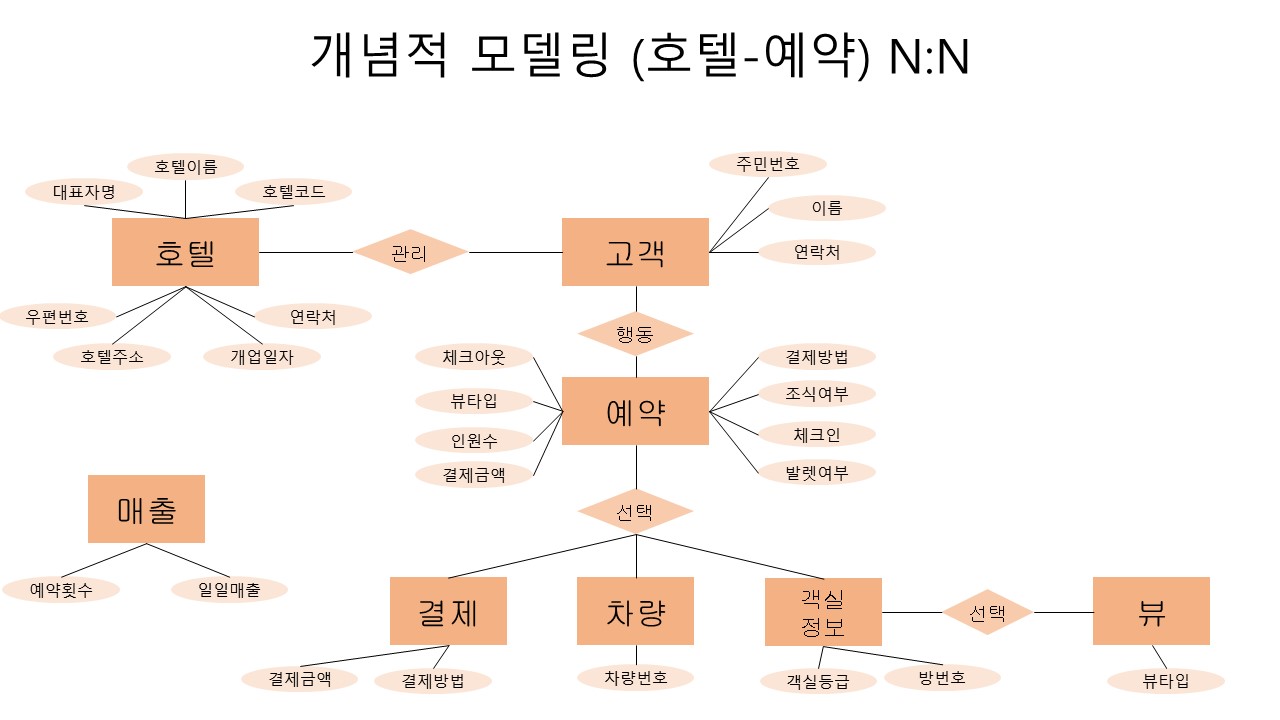 개념적 모델링 (호텔-예약) N:N
호텔이름
대표자명
호텔코드
호텔
우편번호
연락처
호텔주소
개업일자
관리
고객
주민번호
이름
연락처
행동
예약
체크아웃
뷰타입
인원수
결제금액
결제방법
조식여부
체크인
발렛여부
선택
매출
예약횟수
일일매출
결제
결제금액
결제방법
차량
차량번호
객실
정보
객실등급
방번호
선택
뷰
뷰타입